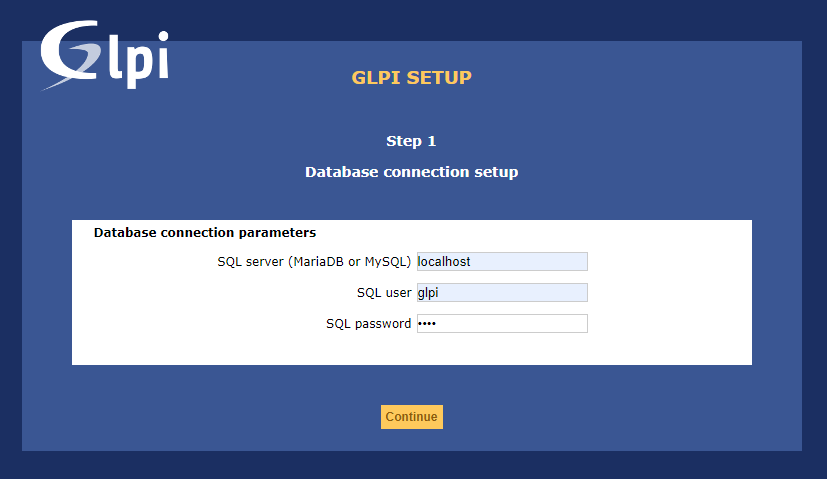 Glpi
GLPI SETUP
Step 1
Database connection setup
Database connection parameters
SQL server (MariaDB or MySQL) localhost
SQL user glpi
SQL password ••••
Continue